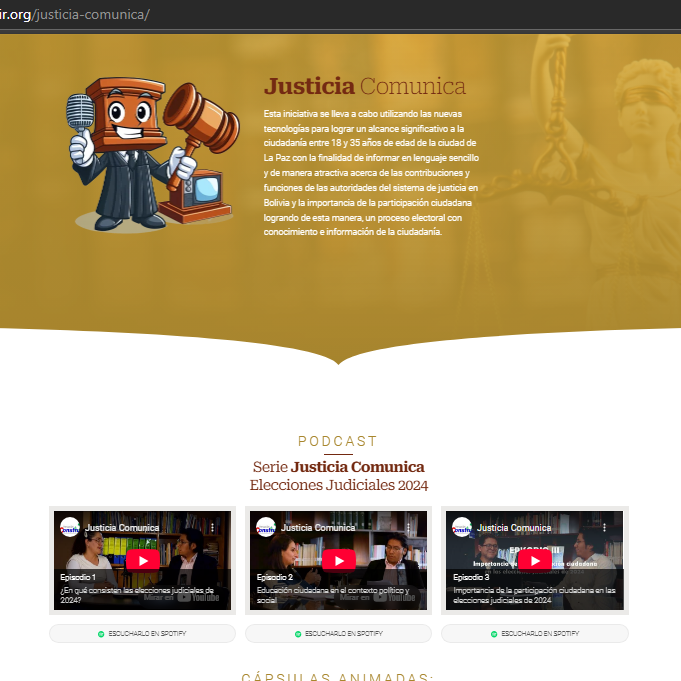 ir.org/justicia-comunica/
Justicia Comunica
Esta iniciativa se lleva a cabo utilizando las nuevas
tecnologías para lograr un alcance significativo a la
ciudadanía entre 18 y 35 años de edad de la ciudad de
La Paz con la finalidad de informar en lenguaje sencillo
y de manera atractiva acerca de las contribuciones y
funciones de las autoridades del sistema de justicia en
Bolivia y la importancia de la participación ciudadana
logrando de esta manera, un proceso electoral con
conocimiento e información de la ciudadanía.
PODCAST
Serie Justicia Comunica
Elecciones Judiciales 2024
Justicia Comunica
Episodio 1
¿En qué consisten las elecciones judiciales de
2024?
Mirar en YouTube
ESCUCHARLO EN SPOTIFY
Justicia Comunica
Episodio 2
Educación ciudadana en el contexto político y
social
Mirar en YouTube
ESCUCHARLO EN SPOTIFY
Justicia Comunica
EPISODIO III
Episodio 3
Importancia de la participación ciudadana en las
elecciones judiciales de 2024
ESCUCHARLO EN SPOTIFY
CÁPSULAS ANIMADAS: